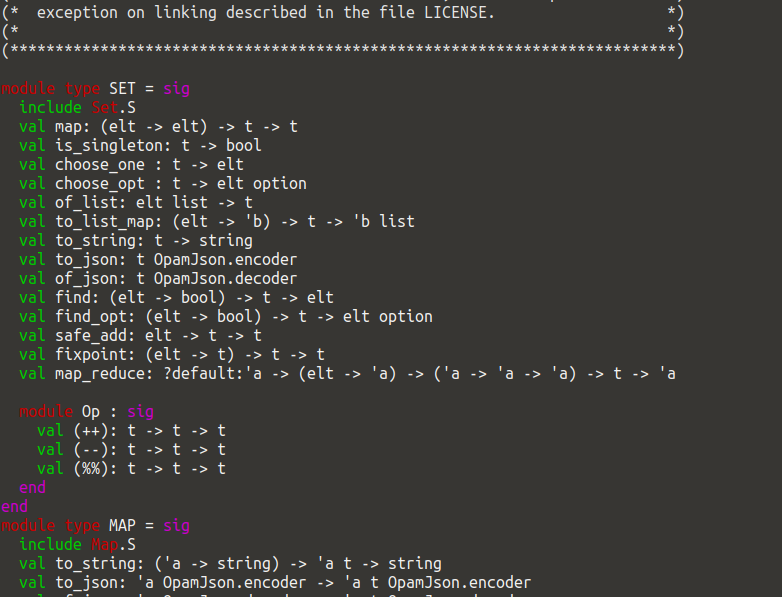 (*  exception on linking described in the file LICENSE.                   *)
(*                                                                        *)
(**************************************************************************)

module type SET = sig
  include Set.S
  val map: (elt -> elt) -> t -> t
  val is_singleton: t -> bool
  val choose_one : t -> elt
  val choose_opt : t -> elt option
  val of_list: elt list -> t
  val to_list_map: (elt -> 'b) -> t -> 'b list
  val to_string: t -> string
  val to_json: t OpamJson.encoder
  val of_json: t OpamJson.decoder
  val find: (elt -> bool) -> t -> elt
  val find_opt: (elt -> bool) -> t -> elt option
  val safe_add: elt -> t -> t
  val fixpoint: (elt -> t) -> t -> t
  val map_reduce: ?default:'a -> (elt -> 'a) -> ('a -> 'a -> 'a) -> t -> 'a

  module Op : sig
    val (++): t -> t -> t
    val (--): t -> t -> t
    val (%%): t -> t -> t
  end
end
module type MAP = sig
  include Map.S
  val to_string: ('a -> string) -> 'a t -> string
  val to_json: 'a OpamJson.encoder -> 'a t OpamJson.encoder